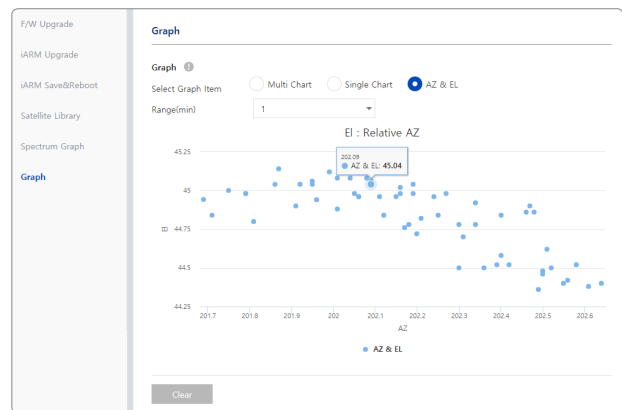 F/W Upgrade
iARM Upgrade
iARM Save&Reboot
Satellite Library
Spectrum Graph
Graph
Graph
Graph !
Select Graph Item Multi Chart Single Chart AZ & EL
Range(min) 1
El : Relative AZ
202.09
AZ & EL: 45.04
45.25
45
44.75
44.5
44.25
El
201.7 201.8 201.9 202 202.1 202.2 202.3 202.4 202.5 202.6
AZ
AZ & EL
Clear